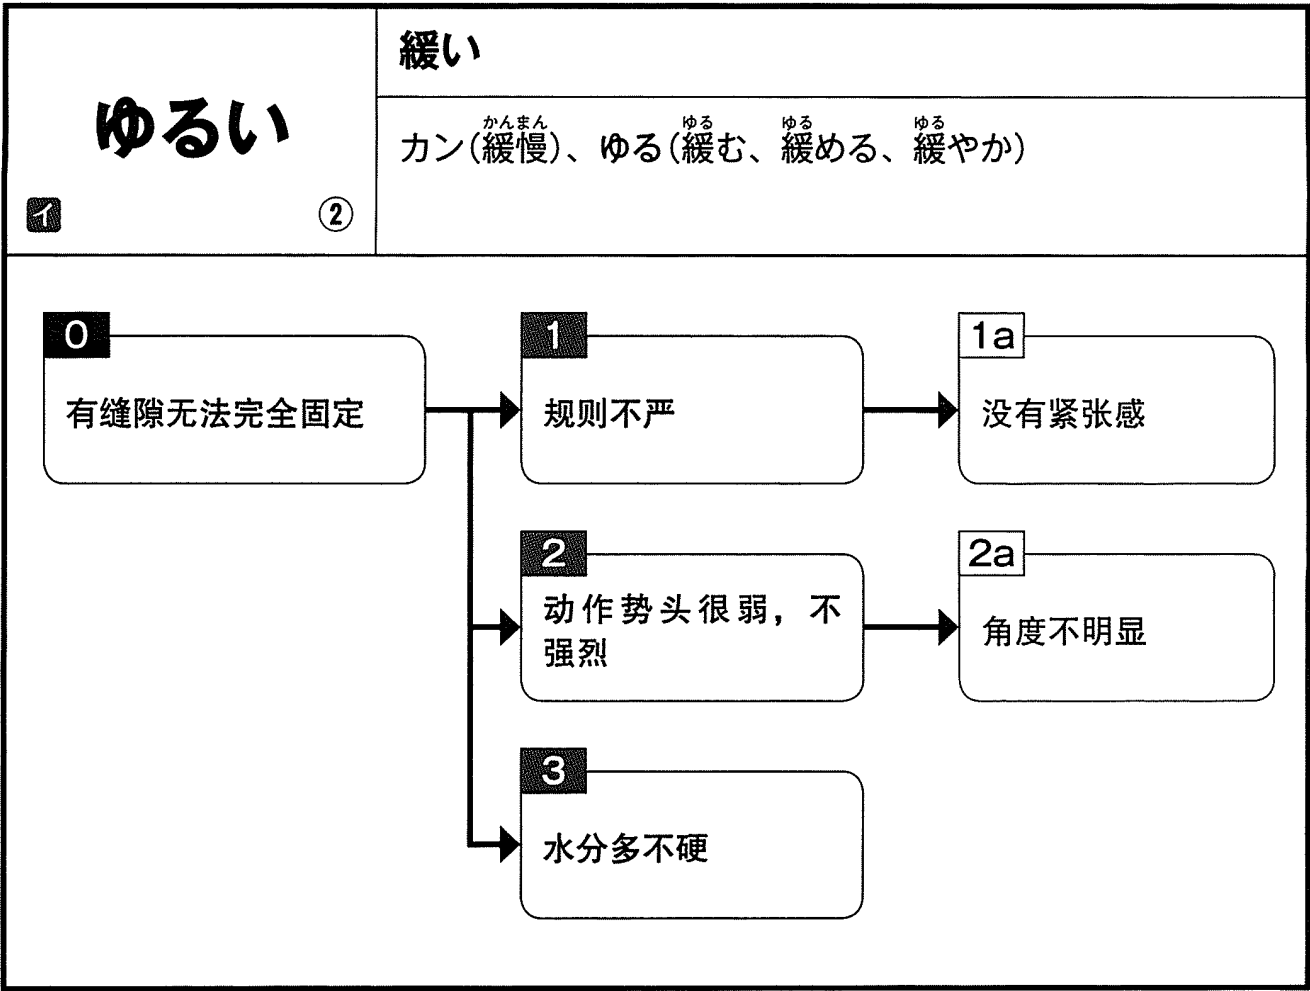 ゆるい
イ
②
緩い
かんまん ゆる ゆる ゆる
カン(緩慢)、ゆる(緩む、緩める、緩やか)
0
有缝隙无法完全固定
1
规则不严
1a
没有紧张感
2
动作势头很弱，不
强烈
2a
角度不明显
3
水分多不硬